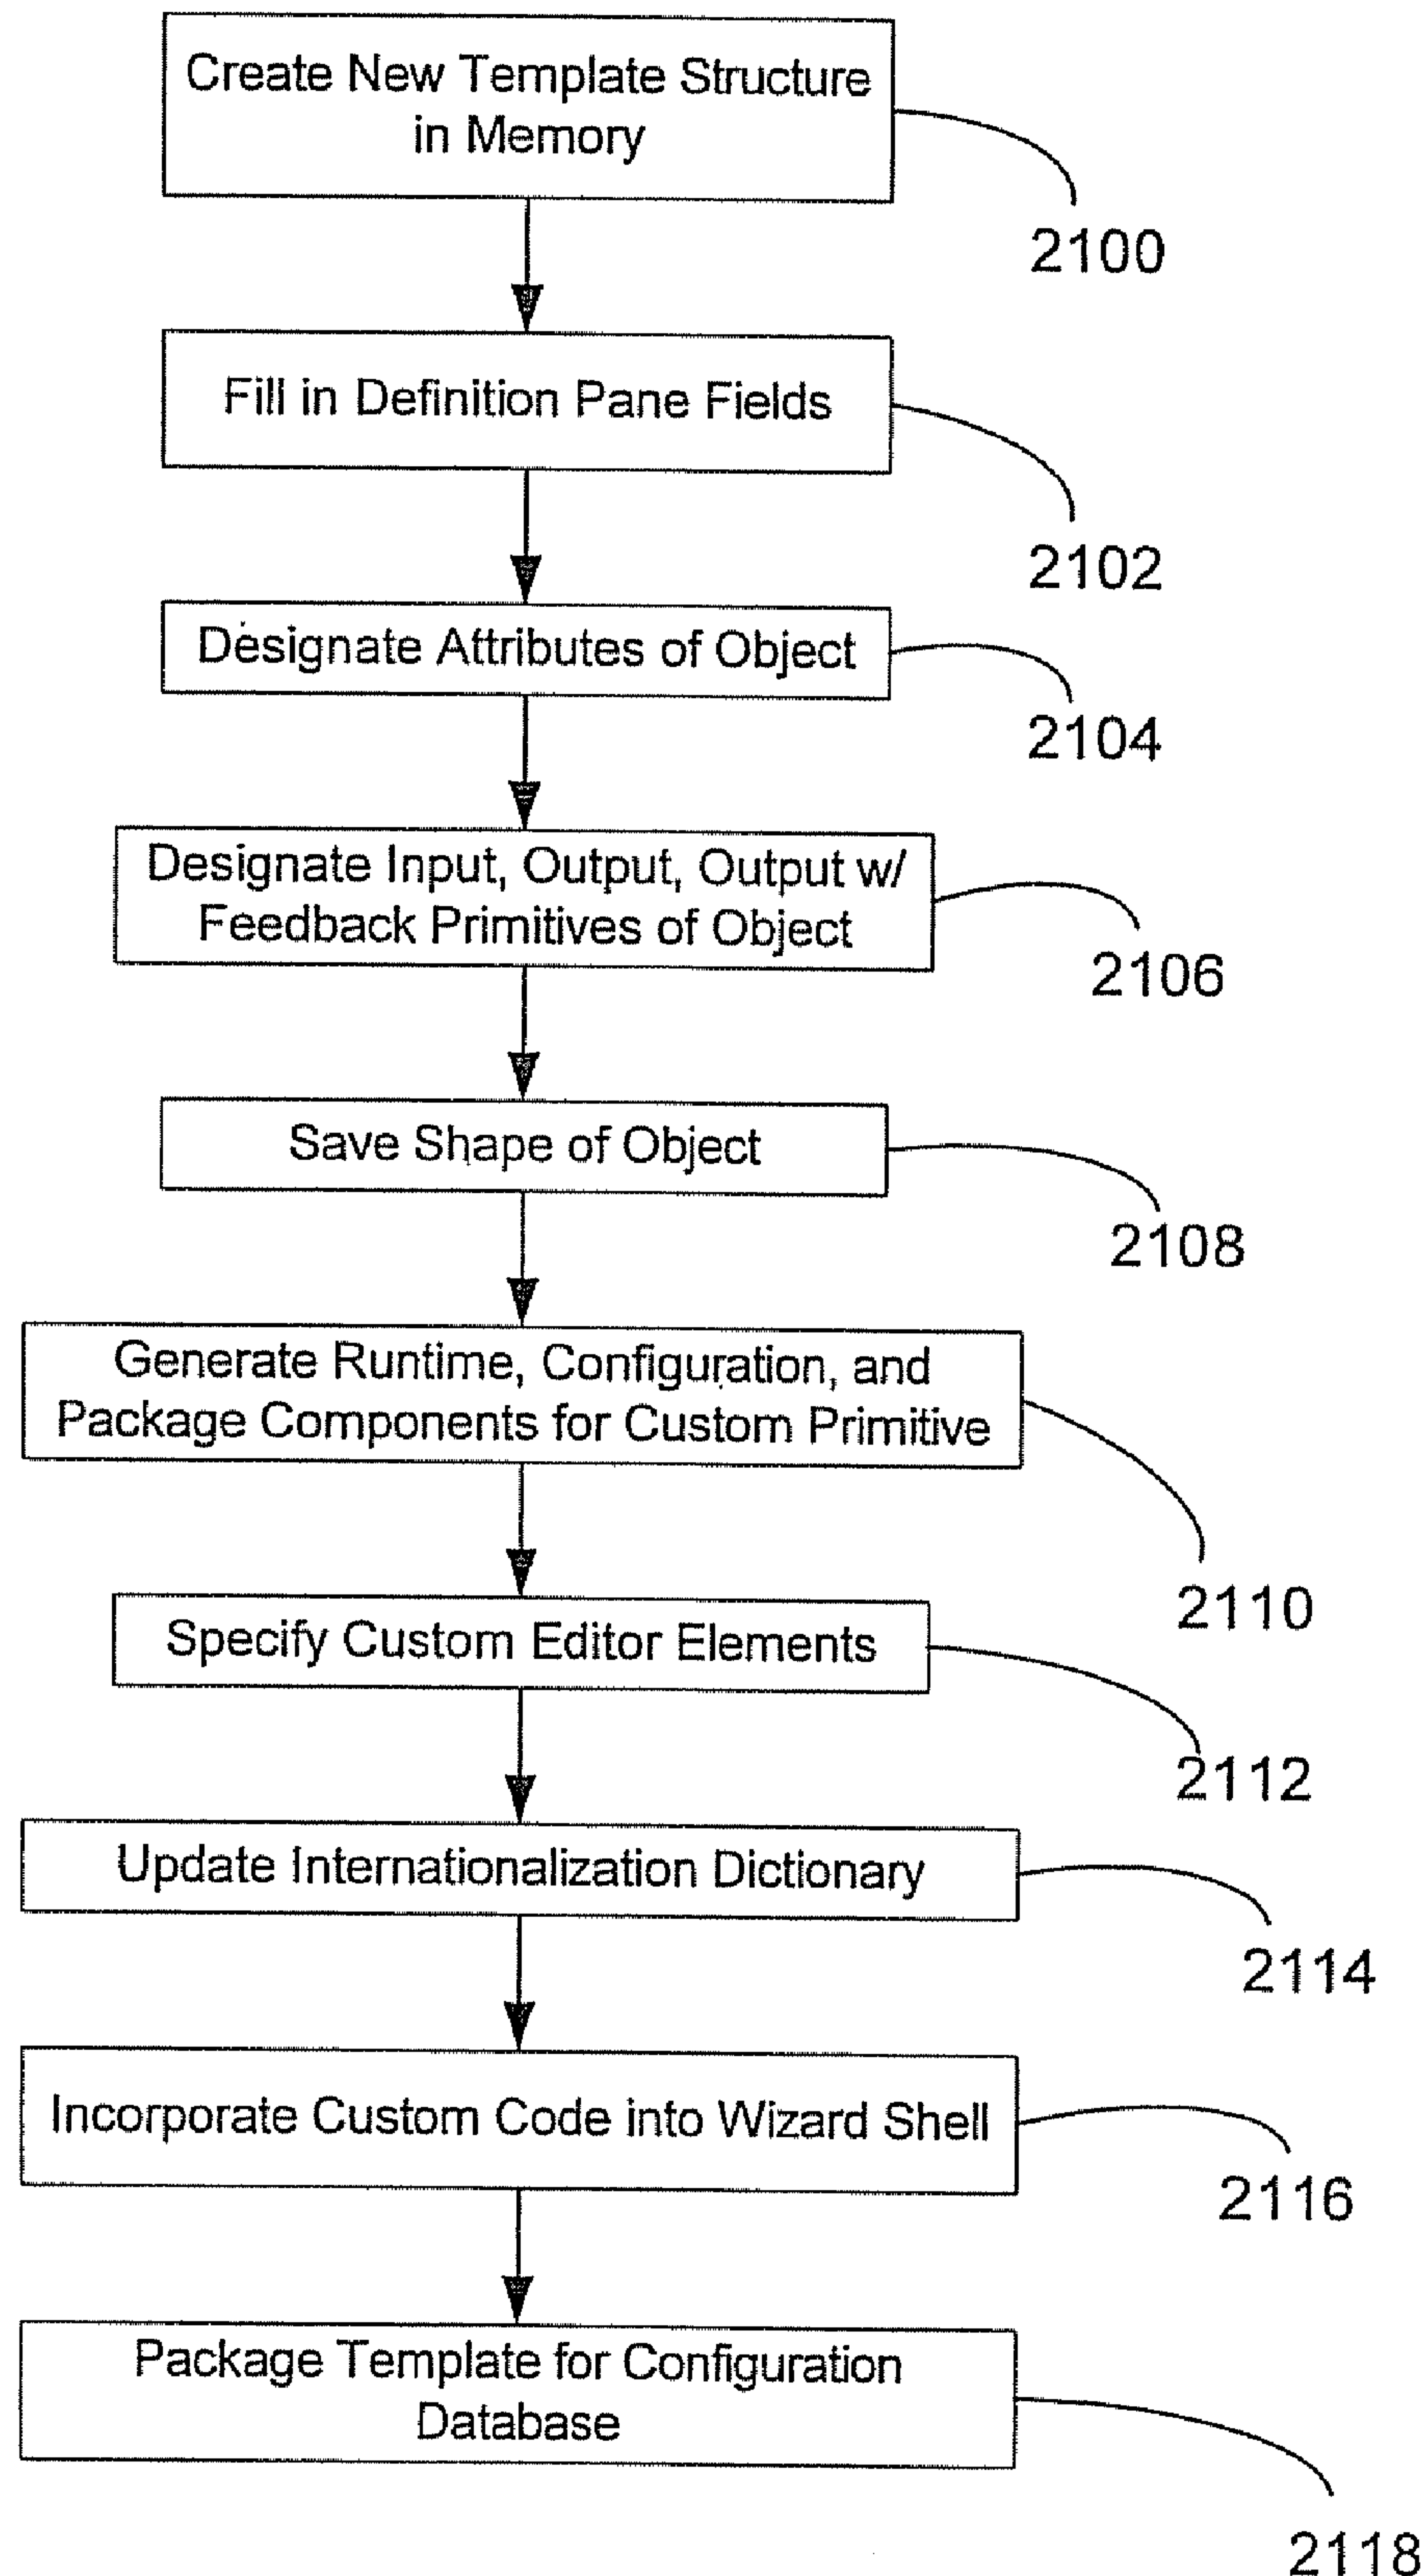 Create New Template Structure
in Memory
2100
Fill in Definition Pane Fields
2102
Designate Attributes of Object
2104
Designate Input, Output, Output w/
Feedback Primitives of Object
2106
Save Shape of Object
2108
Generate Runtime, Configuration, and
Package Components for Custom Primitive
2110
Specify Custom Editor Elements
2112
Update Internationalization Dictionary
2114
Incorporate Custom Code into Wizard Shell
2116
Package Template for Configuration
Database
2118